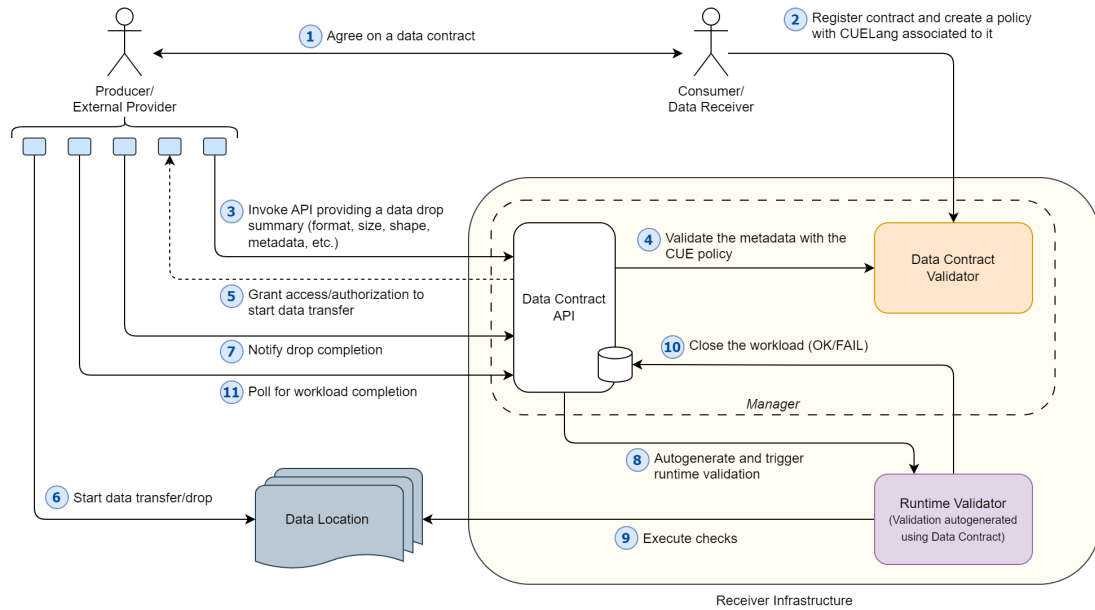 1 Agree on a data contract
2 Register contract and create a policy
with CUELang associated to it
Producer/
External Provider
Consumer/
Data Receiver
3 Invoke API providing a data drop
summary (format, size, shape,
metadata, etc.)
4 Validate the metadata with the
CUE policy
Data Contract
Validator
5 Grant access/authorization to
start data transfer
Data Contract
API
7 Notify drop completion
10 Close the workload (OK/FAIL)
11 Poll for workload completion
Manager
8 Autogenerate and trigger
runtime validation
6 Start data transfer/drop
Data Location
Runtime Validator
(Validation autogenerated
using Data Contract)
9 Execute checks
Receiver Infrastructure